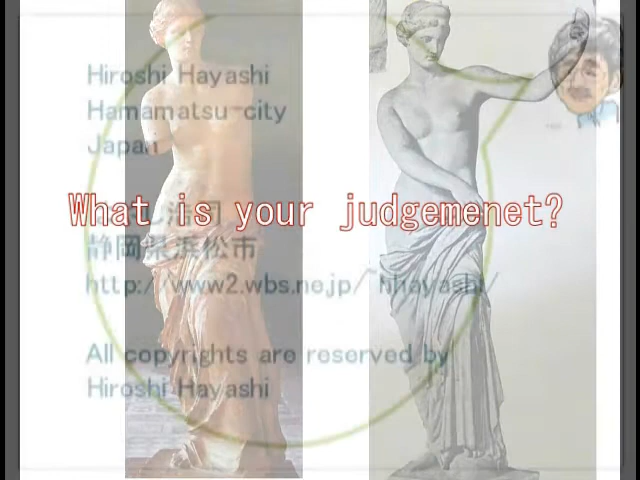 Hiroshi Hayashi
Hamamatsu-city
Japan
What is your judgemenet?
静岡県浜松市
http://www2.wbs.ne.jp/~hhayashi/
All copyrights are reserved by
Hiroshi Hayashi